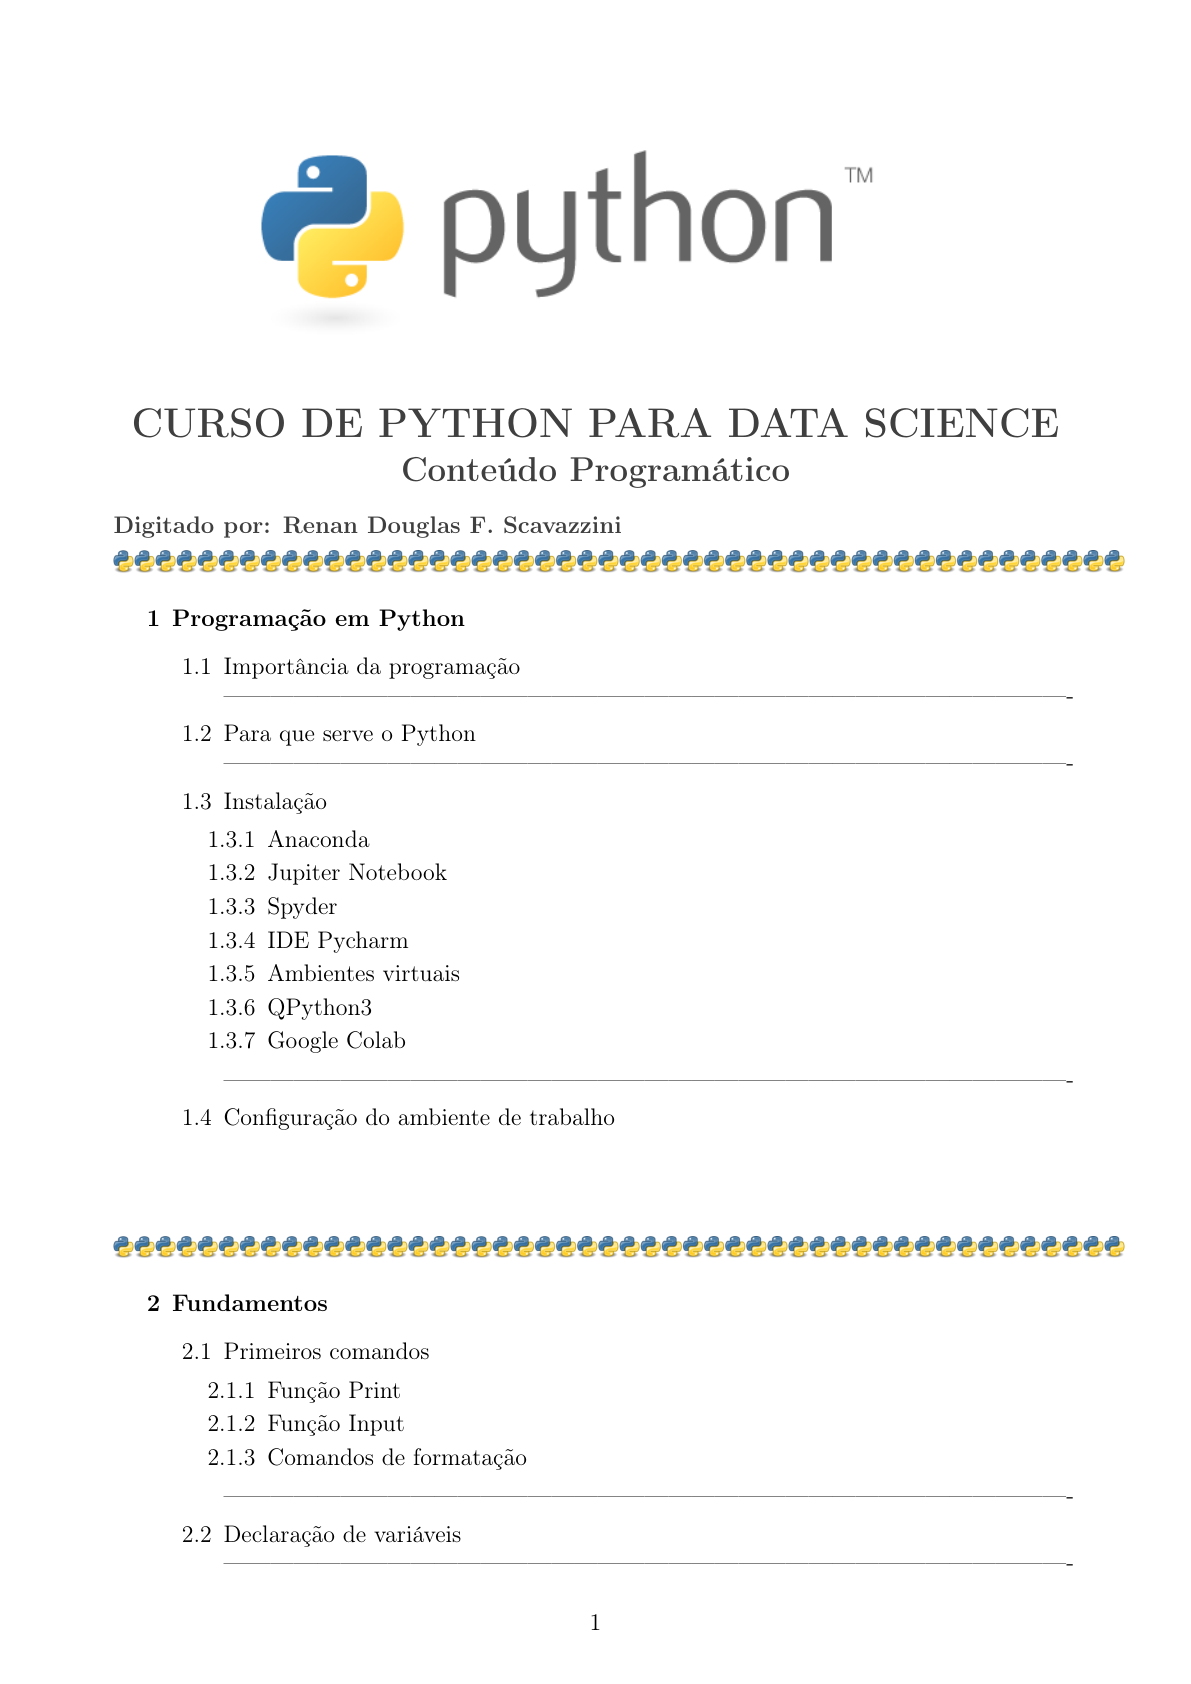 python™
CURSO DE PYTHON PARA DATA SCIENCE
Conteúdo Programático
Digitado por: Renan Douglas F. Scavazzini
1 Programação em Python
1.1 Importância da programação
1.2 Para que serve o Python
1.3 Instalação
1.3.1 Anaconda
1.3.2 Jupiter Notebook
1.3.3 Spyder
1.3.4 IDE Pycharm
1.3.5 Ambientes virtuais
1.3.6 QPython3
1.3.7 Google Colab
1.4 Configuração do ambiente de trabalho
2 Fundamentos
2.1 Primeiros comandos
2.1.1 Função Print
2.1.2 Função Input
2.1.3 Comandos de formatação
2.2 Declaração de variáveis
1